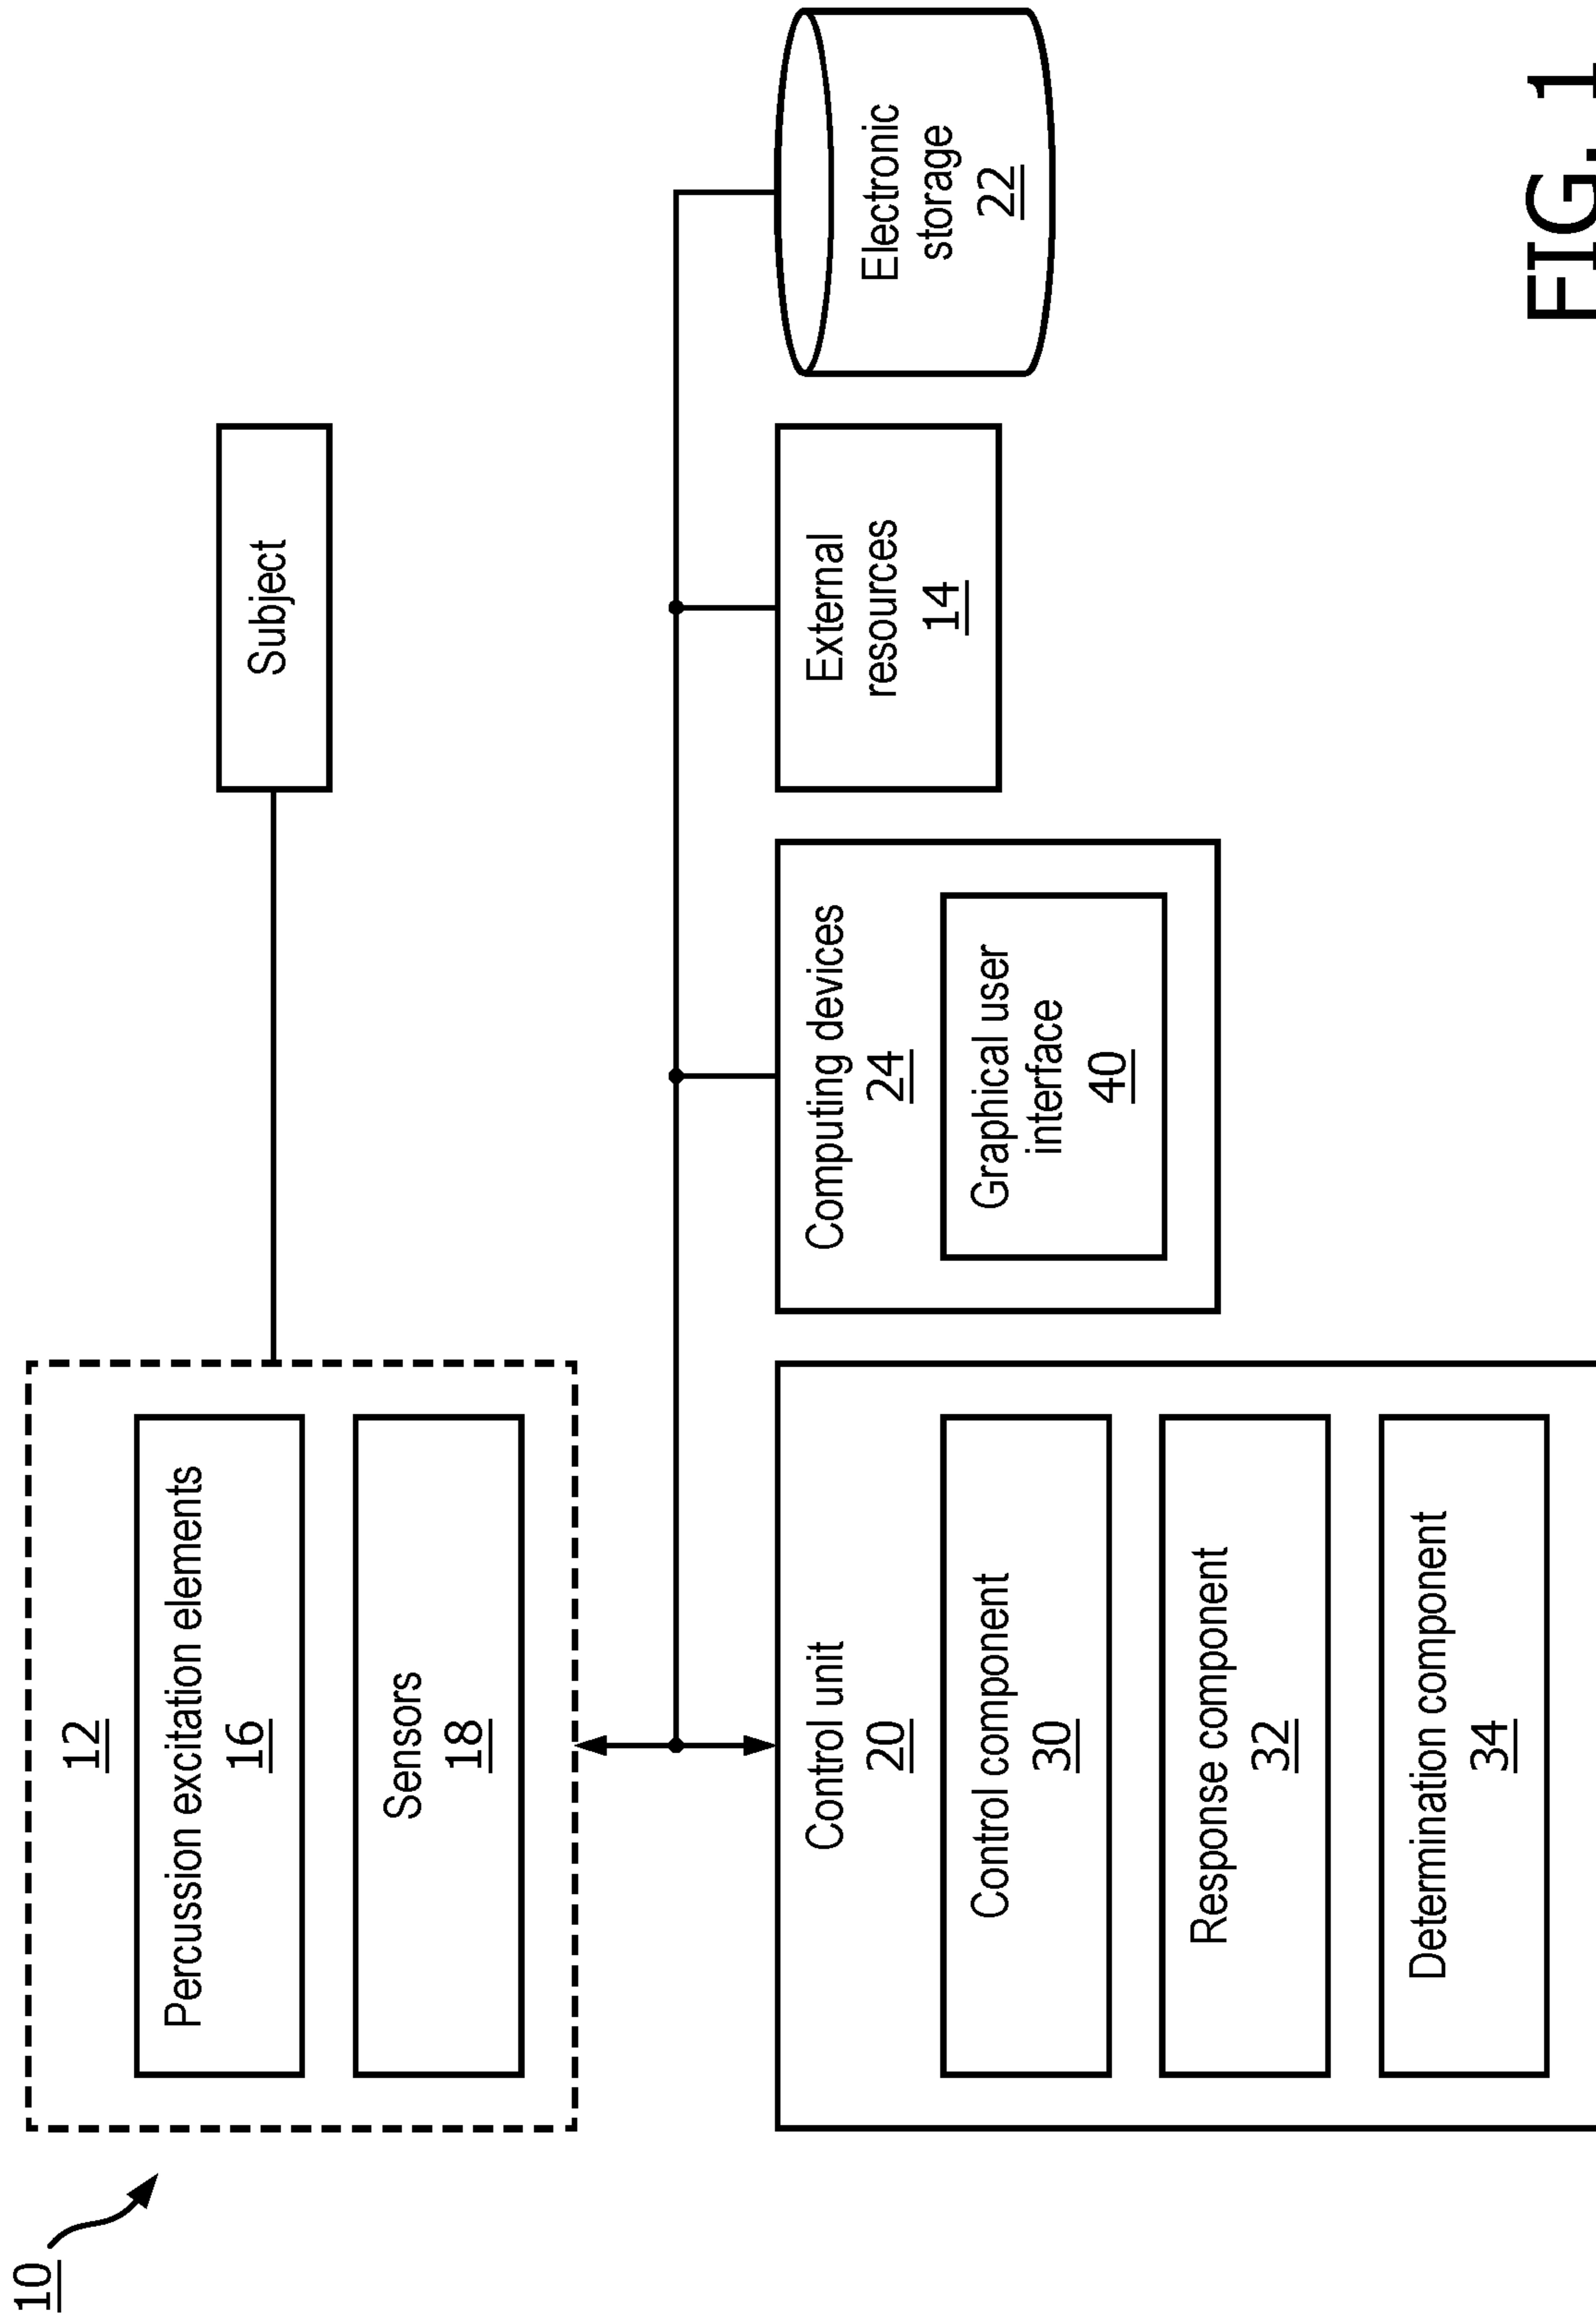 10
12
Percussion excitation elements
16
Sensors
18
Subject
Control unit
20
Control component
30
Response component
32
Determination component
34
Computing devices
24
Graphical user
interface
40
External
resources
14
Electronic
storage
22
FIG. 1